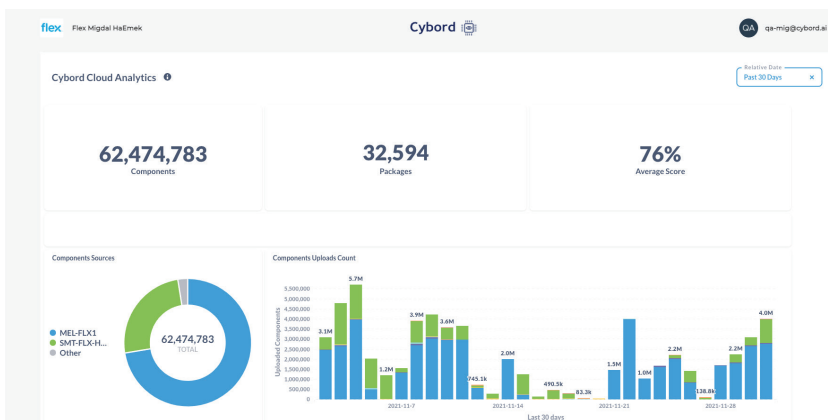 flex Flex Migdal HaEmek
Cybord
QA qa-mig@cybord.ai
Cybord Cloud Analytics
Relative Date
Past 30 Days ×
62,474,783
Components
32,594
Packages
76%
Average Score
Components Sources
MEL-FLX1
SMT-FLX-H...
Other
62,474,783
TOTAL
Components Uploads Count
Uploaded Components
5,500,000
5,000,000
4,500,000
4,000,000
3,500,000
3,000,000
2,500,000
2,000,000
1,500,000
1,000,000
500,000
0
3.1M
5.7M
1.2M
3.9M
3.6M
745.1k
2.0M
490.5k
83.3k
1.5M
1.0M
2.2M
138.8k
2.2M
4.0M
2021-11-7
2021-11-14
2021-11-21
2021-11-28
Last 30 days